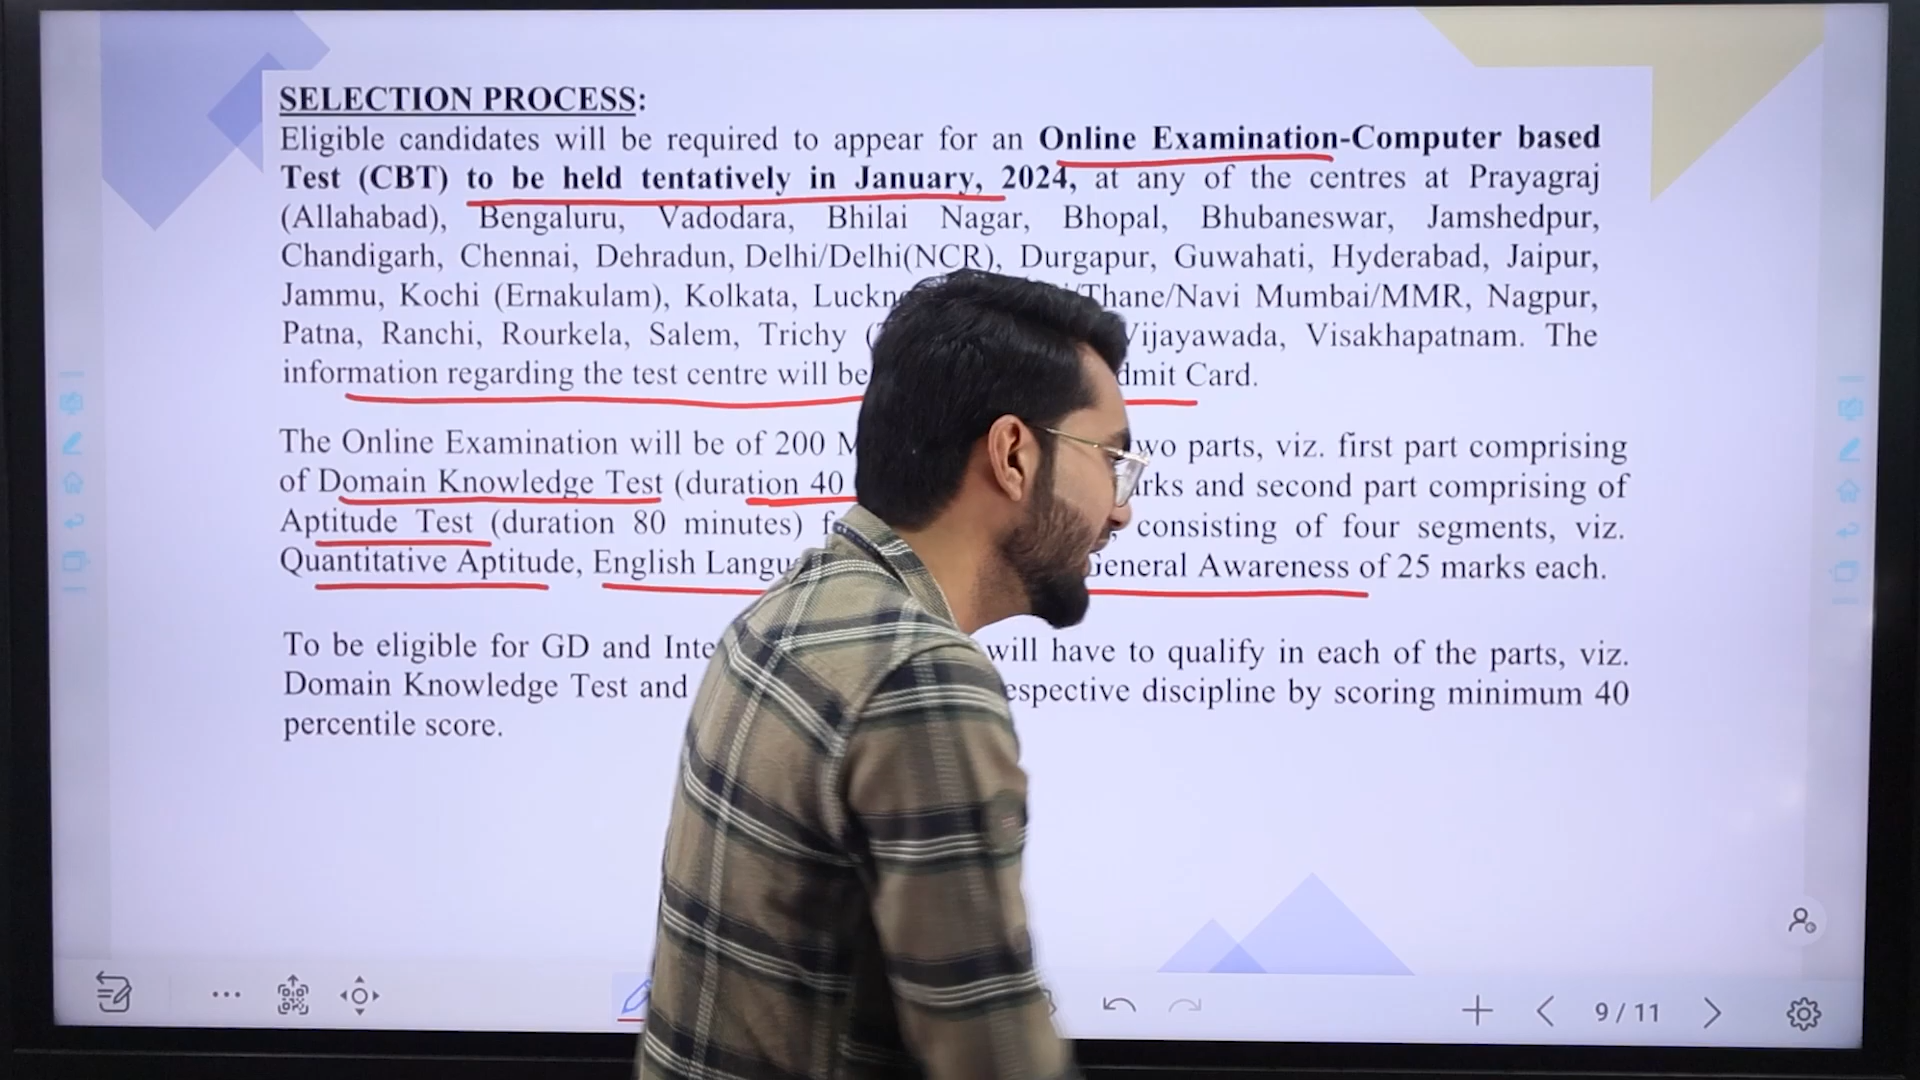 SELECTION PROCESS:
Eligible candidates will be required to appear for an Online Examination-Computer based
Test (CBT) to be held tentatively in January, 2024, at any of the centres at Prayagraj
(Allahabad), Bengaluru, Vadodara, Bhilai Nagar, Bhopal, Bhubaneswar, Jamshedpur,
Chandigarh, Chennai, Dehradun, Delhi/Delhi(NCR), Durgapur, Guwahati, Hyderabad, Jaipur,
Jammu, Kochi (Ernakulam), Kolkata, /Thane/Navi Mumbai/MMR, Nagpur,
Patna, Ranchi, Rourkela, Salem, Trichy Vijayawada, Visakhapatnam. The
information regarding the test centre will be Card.
The Online Examination will be of 200 parts, viz. first part comprising
of Domain Knowledge Test (duration 40 and second part comprising of
Aptitude Test (duration 80 minutes) consisting of four segments, viz.
Quantitative Aptitude, English General Awareness of 25 marks each.
To be eligible for GD and will have to qualify in each of the parts, viz.
Domain Knowledge Test and discipline by scoring minimum 40
percentile score.
9 / 11